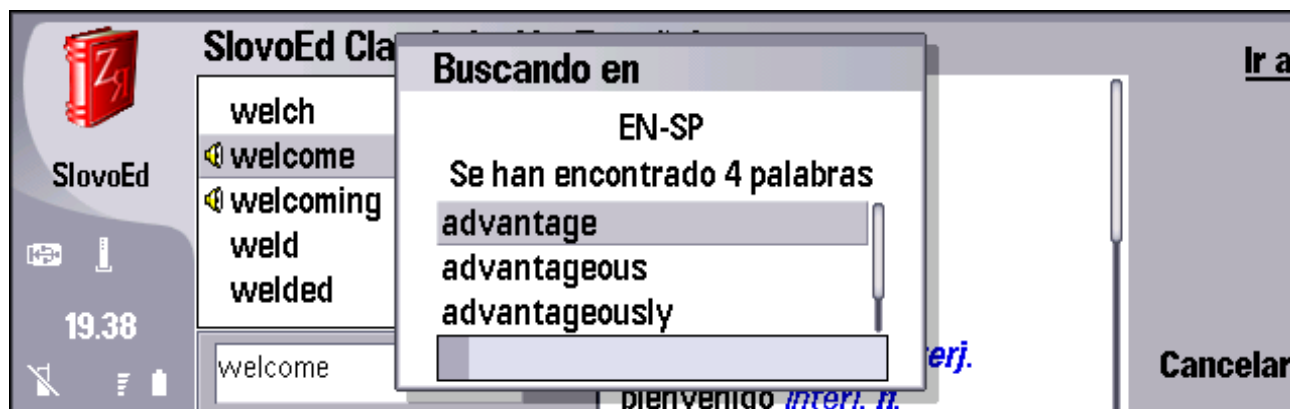 SlovoEd Cla
Ir a
welch
welcome
welcoming
weld
welded
SlovoEd
19.38
welcome
Buscando en
EN-SP
Se han encontrado 4 palabras
advantage
advantageous
advantageously
erj.
bienvenido interj. n.
Cancelar